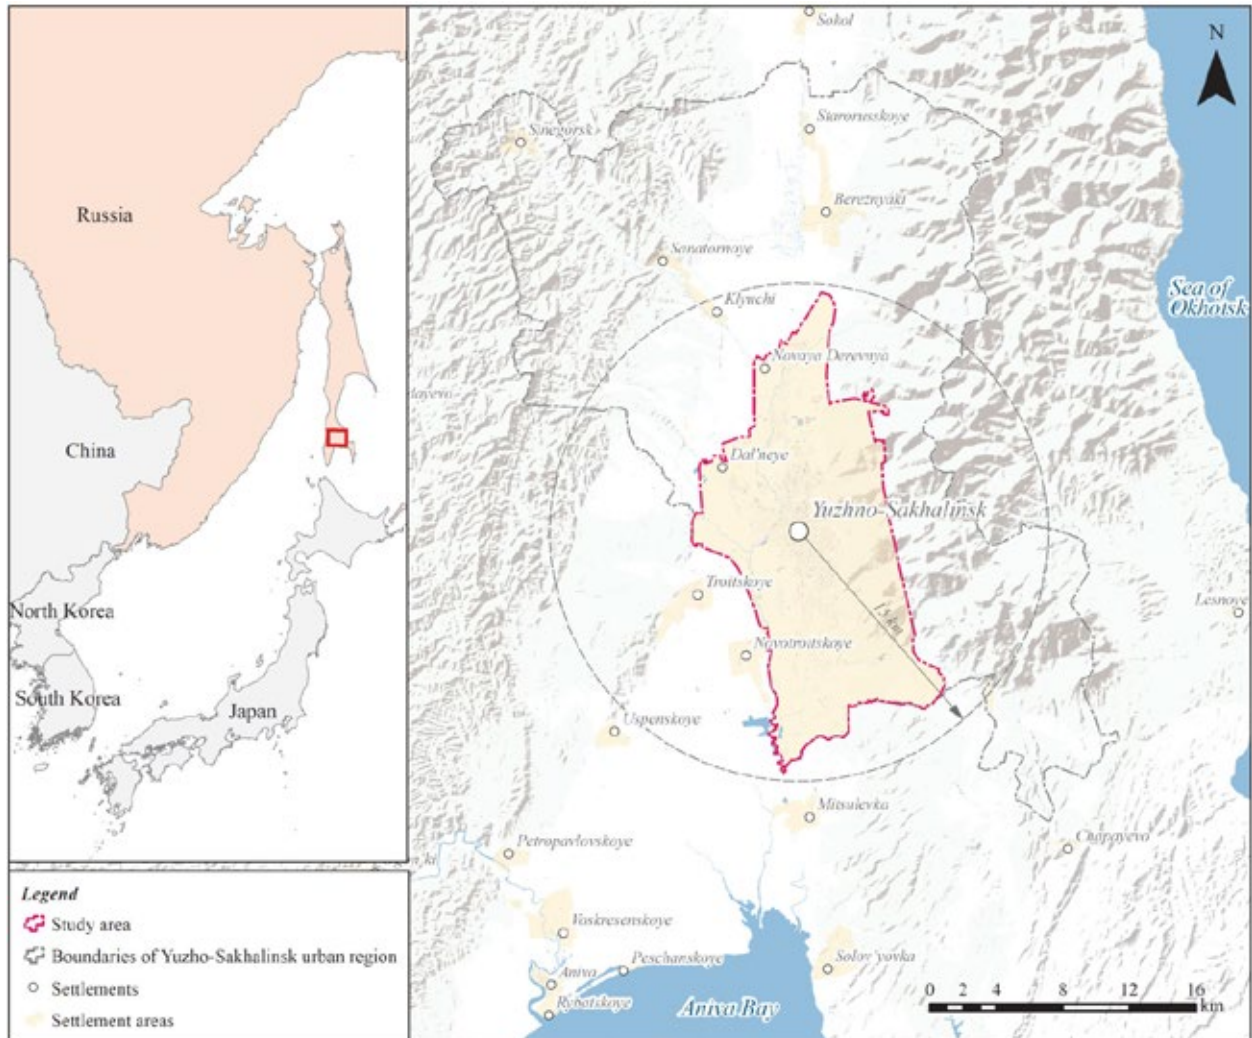 Russia
China
North Korea
South Korea
Japan
Legend
Study area
Boundaries of Yuzho-Sakhalinsk urban region
Settlements
Settlement areas
N
Sokol
Starorusskoye
Sinegorsk
Bereznyaki
Sanatornoye
Klyuchi
Sea of
Okhotsk
Novaya Derevnya
Dal'neye
Yuzhno-Sakhalinsk
Troitskoye
15 km
Lesnoye
Novotroitskoye
Uspenskoye
Mitsulevka
Petropavlovskoye
Chapayevo
Voskresenskoye
Peschanskoye
Solov'yovka
Aniva
Rybatskoye
Aniva Bay
0 2 4 8 12 16
km